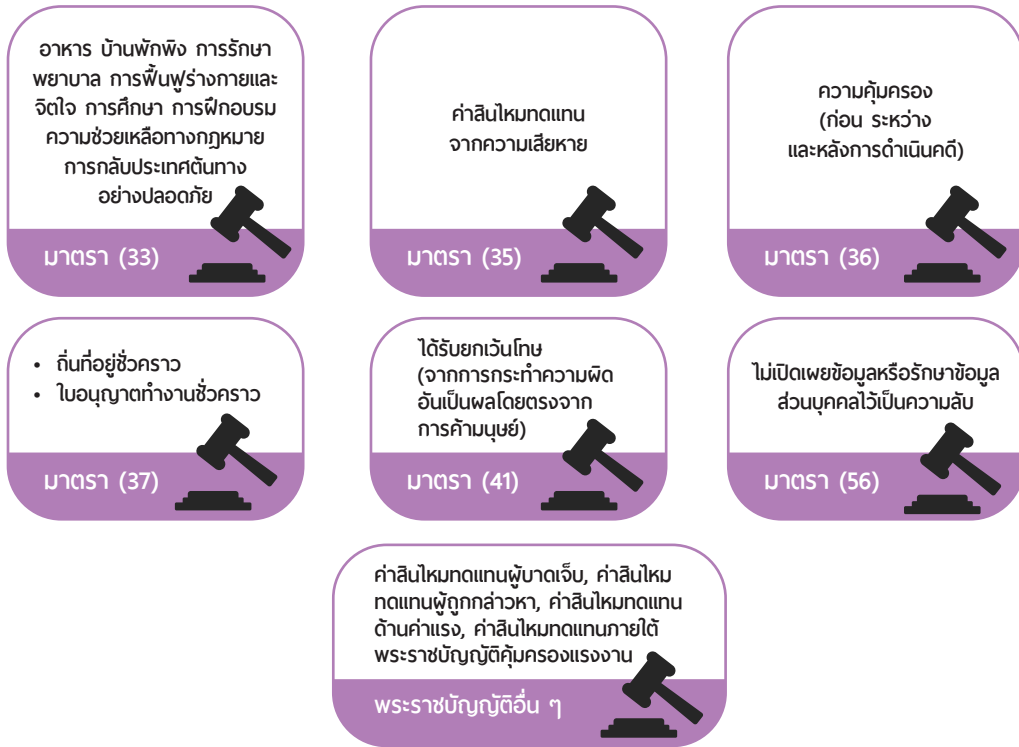 อาหาร บ้านพักพิง การรักษา
พยาบาล การฟื้นฟูร่างกายและ
จิตใจ การศึกษา การฝึกอบรม
ความช่วยเหลือทางกฎหมาย
การกลับประเทศต้นทาง
อย่างปลอดภัย
มาตรา (33)
ค่าสินไหมทดแทน
จากความเสียหาย
มาตรา (35)
ความคุ้มครอง
(ก่อน ระหว่าง
และหลังการดำเนินคดี)
มาตรา (36)
• ถิ่นที่อยู่ชั่วคราว
• ใบอนุญาตทำงานชั่วคราว
มาตรา (37)
ได้รับยกเว้นโทษ
(จากการกระทำความผิด
อันเป็นผลโดยตรงจาก
การค้ามนุษย์)
มาตรา (41)
ไม่เปิดเผยข้อมูลหรือรักษาข้อมูล
ส่วนบุคคลไว้เป็นความลับ
มาตรา (56)
ค่าสินไหมทดแทนผู้บาดเจ็บ, ค่าสินไหม
ทดแทนผู้ถูกกล่าวหา, ค่าสินไหมทดแทน
ด้านค่าแรง, ค่าสินไหมทดแทนภายใต้
พระราชบัญญัติคุ้มครองแรงงาน
พระราชบัญญัติอื่น ๆ